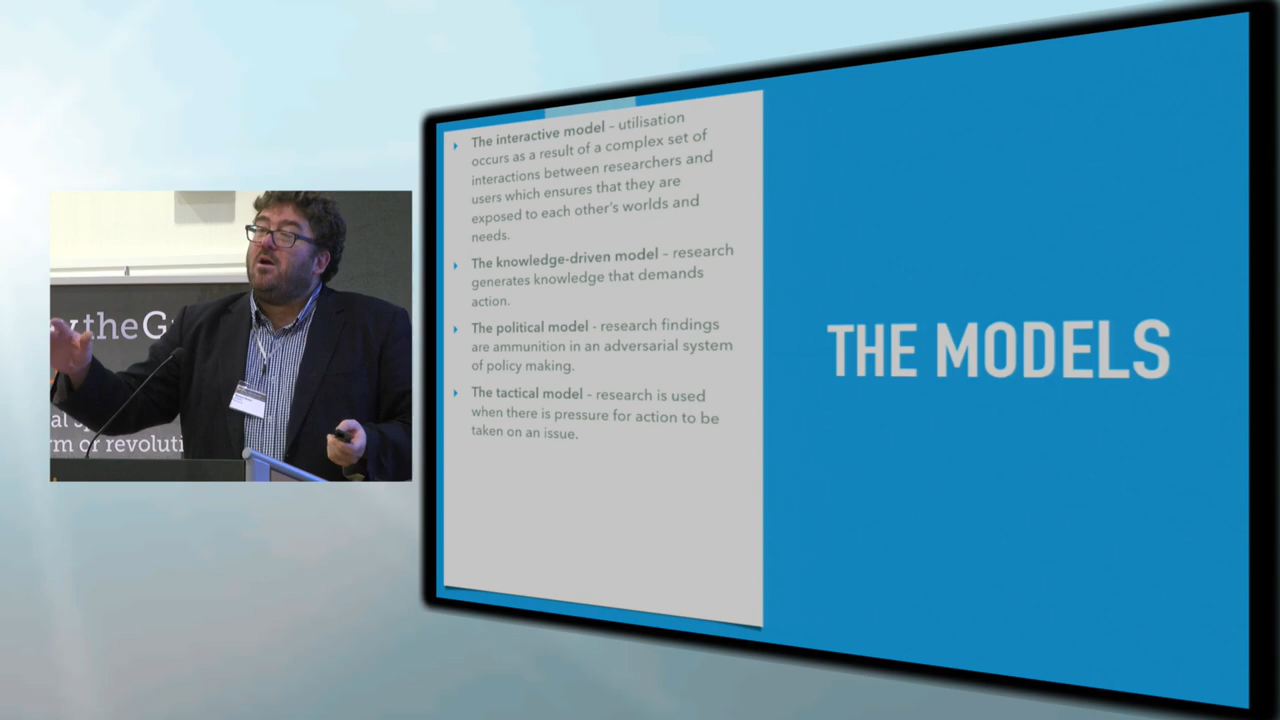 theG
al
rm or revoluti
The interactive model – utilisation
occurs as a result of a complex set of
interactions between researchers and
users which ensures that they are
exposed to each other's worlds and
needs.
The knowledge-driven model – research
generates knowledge that demands
action.
The political model - research findings
are ammunition in an adversarial system
of policy making.
The tactical model – research is used
when there is pressure for action to be
taken on an issue.
THE MODELS